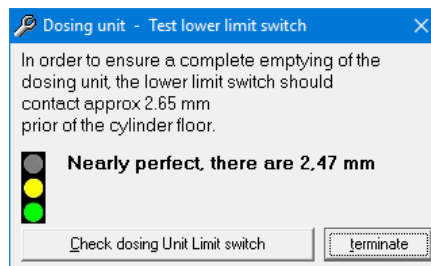 Dosing unit - Test lower limit switch
In order to ensure a complete emptying of the
dosing unit, the lower limit switch should
contact approx 2.65 mm
prior of the cylinder floor.
Nearly perfect, there are 2,47 mm
Check dosing Unit Limit switch
terminate